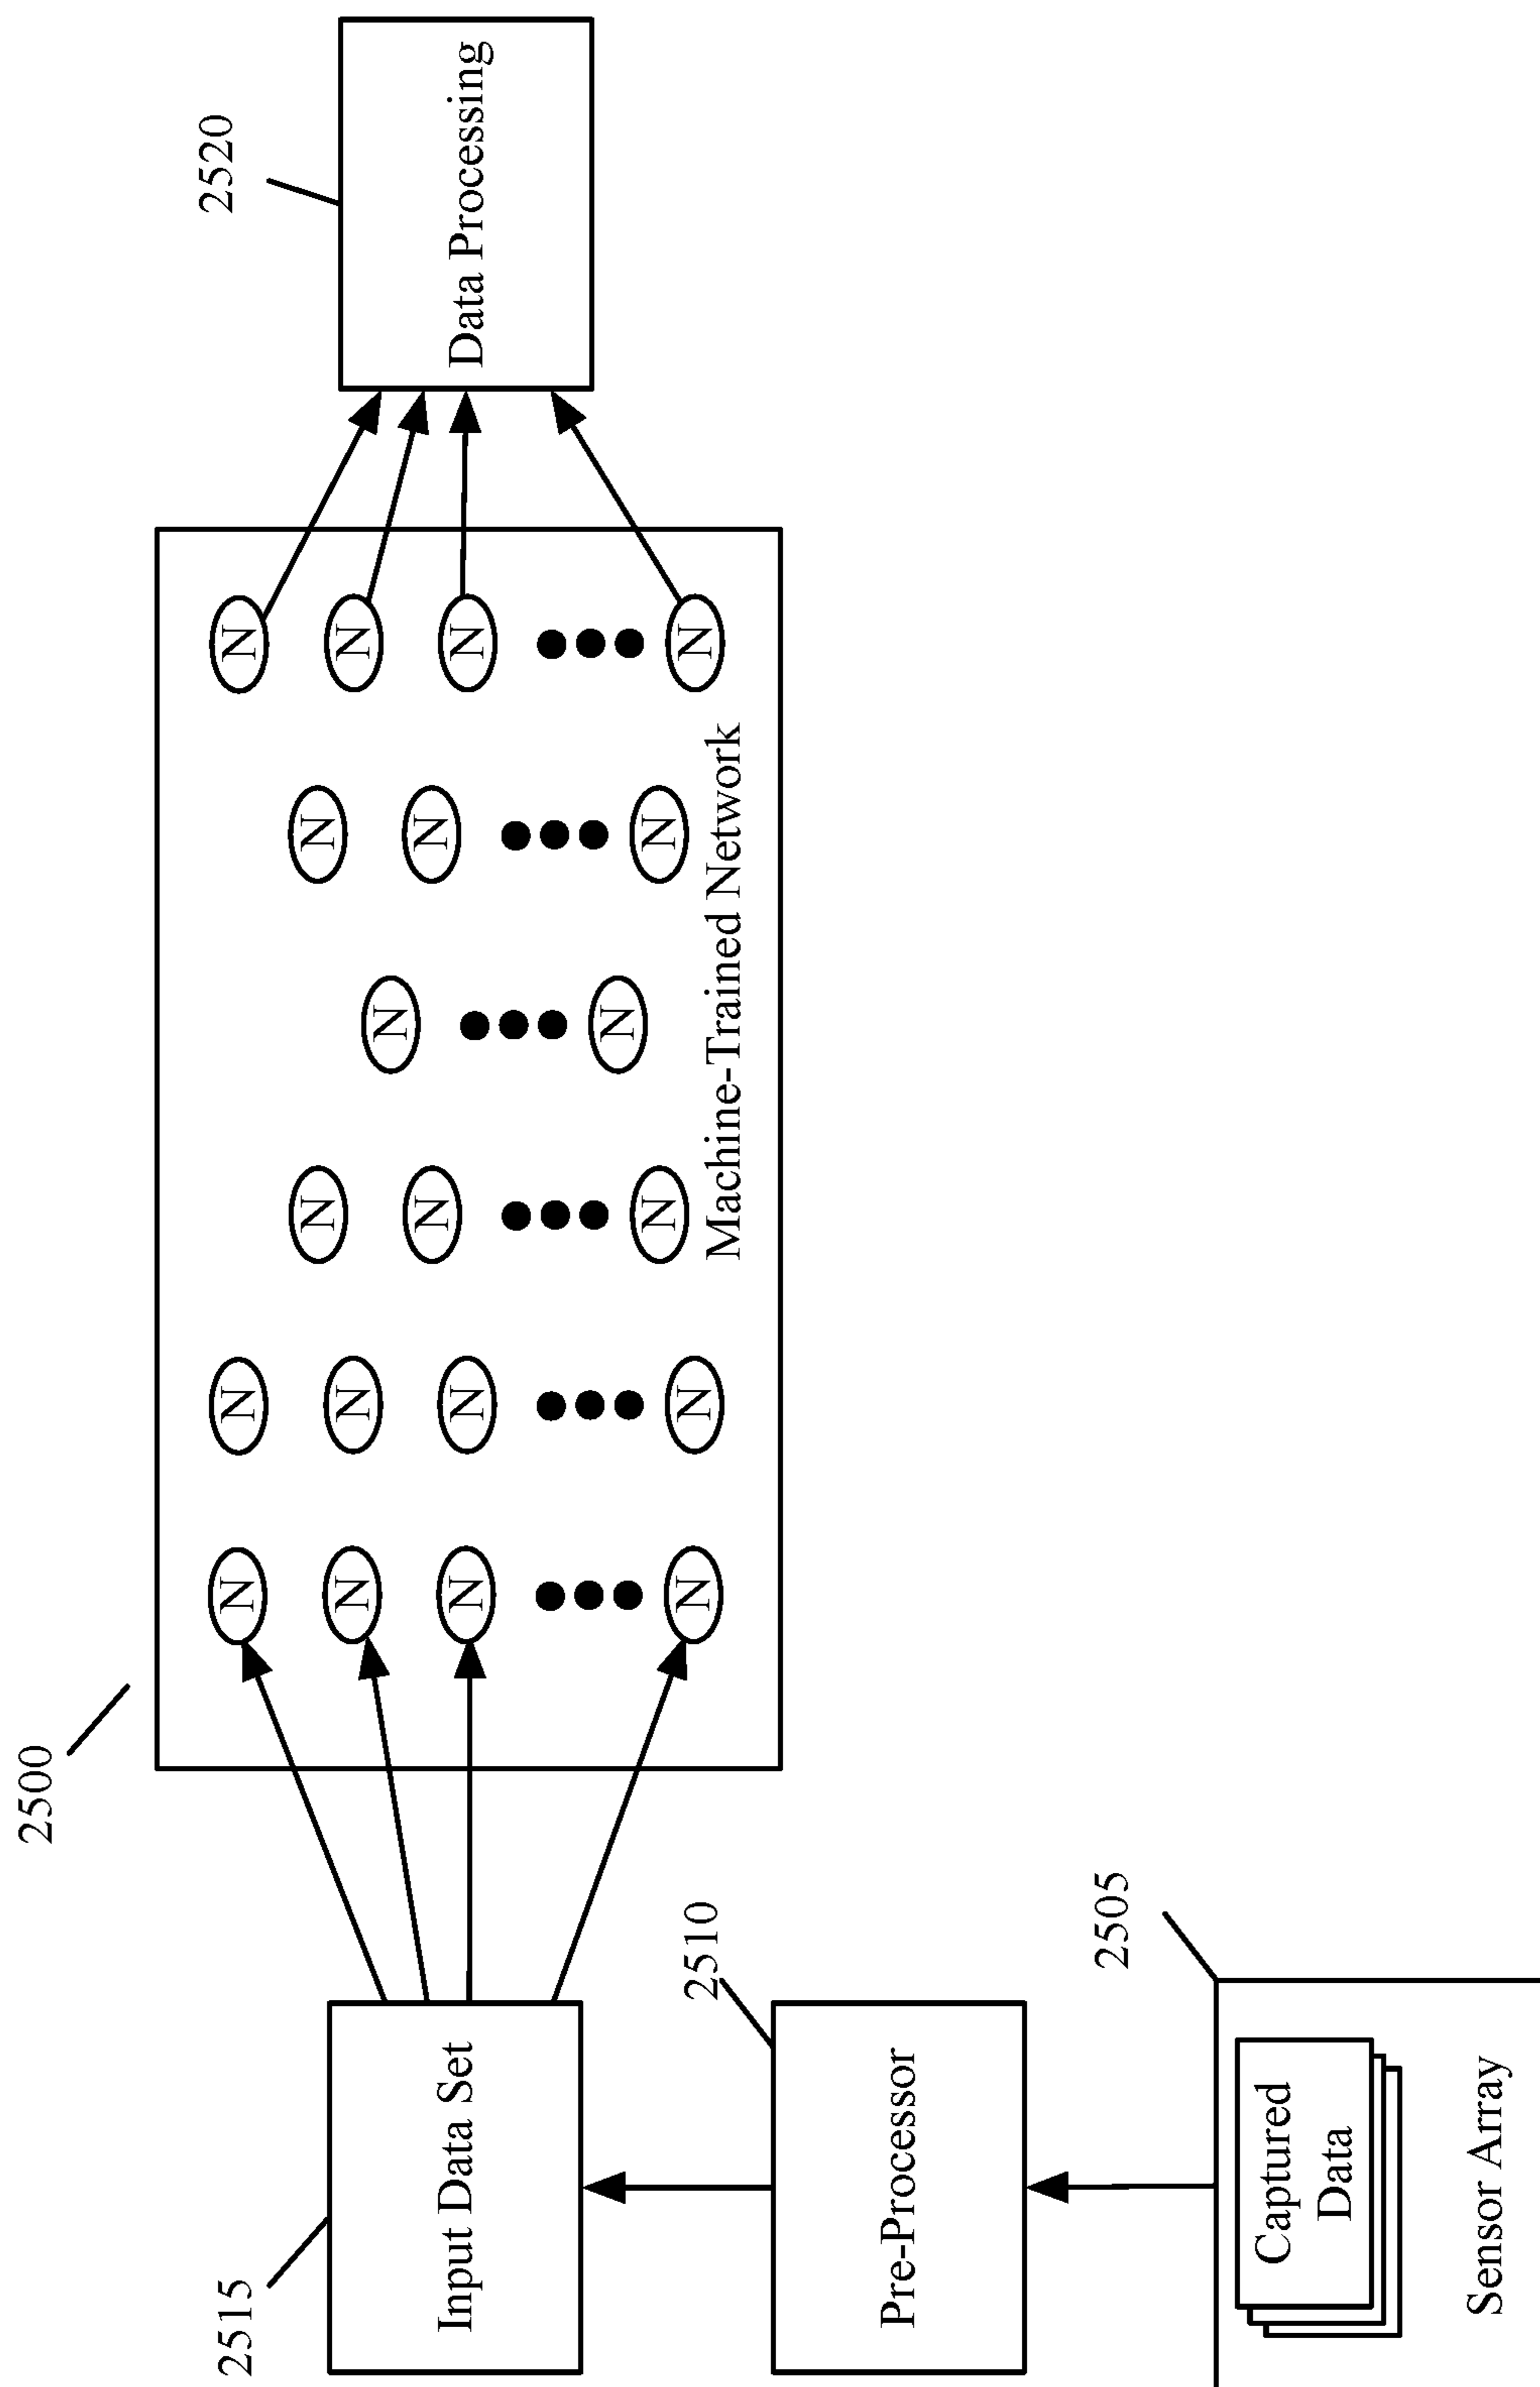 2500
2520
2515
N N N
N N
N N N
N
N N
Input Data Set
N N N
Data Processing
N
N N
N N N
2510
Machine-Trained Network
Pre-Processor
2505
Captured
Data
Sensor Array